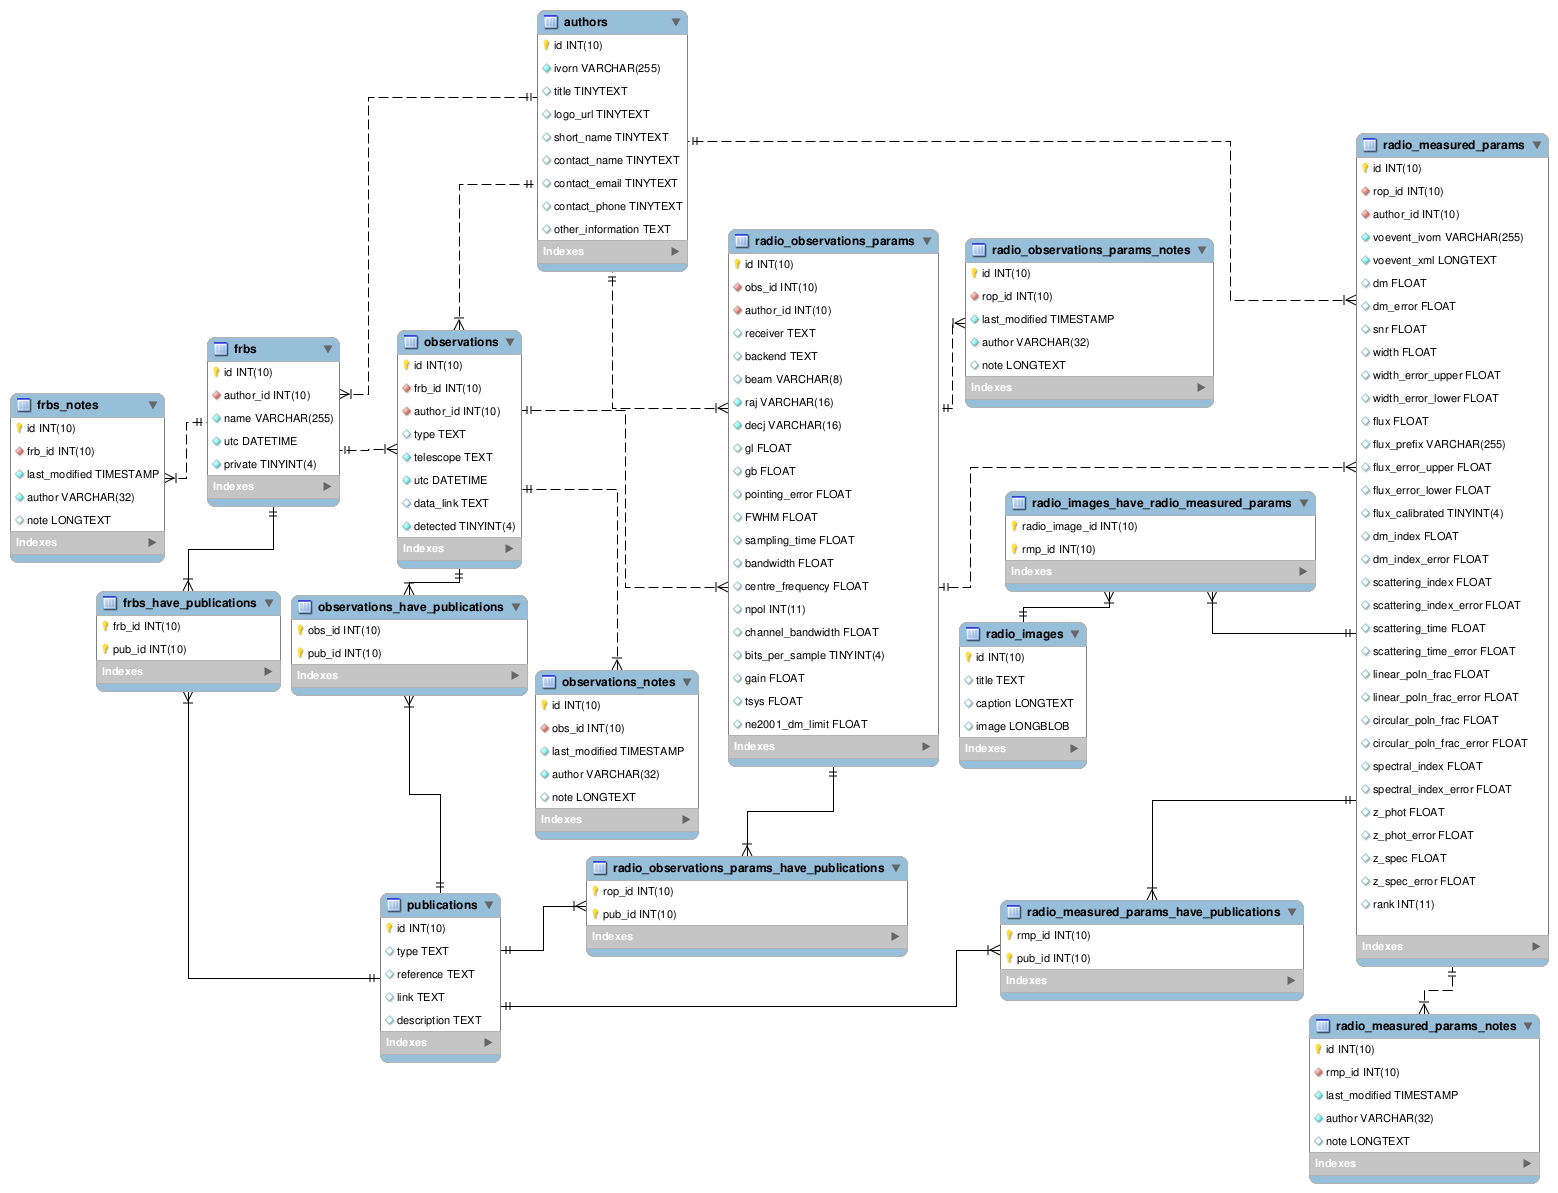 authors
id INT(10)
ivorn VARCHAR(255)
title TINYTEXT
logo_url TINYTEXT
short_name TINYTEXT
contact_name TINYTEXT
contact_email TINYTEXT
contact_phone TINYTEXT
other_information TEXT
Indexes
radio_measured_params
id INT(10)
rop_id INT(10)
author_id INT(10)
voevent_ivorn VARCHAR(255)
voevent_xml LONGTEXT
dm FLOAT
dm_error FLOAT
snr FLOAT
width FLOAT
width_error_upper FLOAT
width_error_lower FLOAT
flux FLOAT
flux_prefix VARCHAR(255)
flux_error_upper FLOAT
flux_error_lower FLOAT
flux_calibrated TINYINT(4)
dm_index FLOAT
dm_index_error FLOAT
scattering_index FLOAT
scattering_index_error FLOAT
scattering_time FLOAT
scattering_time_error FLOAT
linear_poln_frac FLOAT
linear_poln_frac_error FLOAT
circular_poln_frac FLOAT
circular_poln_frac_error FLOAT
spectral_index FLOAT
spectral_index_error FLOAT
z_phot FLOAT
z_phot_error FLOAT
z_spec FLOAT
z_spec_error FLOAT
rank INT(11)
Indexes
radio_observations_params
id INT(10)
obs_id INT(10)
author_id INT(10)
receiver TEXT
backend TEXT
beam VARCHAR(8)
raj VARCHAR(16)
decj VARCHAR(16)
gl FLOAT
gb FLOAT
pointing_error FLOAT
FWHM FLOAT
sampling_time FLOAT
bandwidth FLOAT
centre_frequency FLOAT
npol INT(11)
channel_bandwidth FLOAT
bits_per_sample TINYINT(4)
gain FLOAT
tsys FLOAT
ne2001_dm_limit FLOAT
Indexes
radio_observations_params_notes
id INT(10)
rop_id INT(10)
last_modified TIMESTAMP
author VARCHAR(32)
note LONGTEXT
Indexes
observations
id INT(10)
frb_id INT(10)
author_id INT(10)
type TEXT
telescope TEXT
utc DATETIME
data_link TEXT
detected TINYINT(4)
Indexes
frbs
id INT(10)
author_id INT(10)
name VARCHAR(255)
utc DATETIME
private TINYINT(4)
Indexes
frbs_notes
id INT(10)
frb_id INT(10)
last_modified TIMESTAMP
author VARCHAR(32)
note LONGTEXT
Indexes
radio_images_have_radio_measured_params
radio_image_id INT(10)
rmp_id INT(10)
Indexes
frbs_have_publications
frb_id INT(10)
pub_id INT(10)
Indexes
observations_have_publications
obs_id INT(10)
pub_id INT(10)
Indexes
radio_images
id INT(10)
title TEXT
caption LONGTEXT
image LONGBLOB
Indexes
observations_notes
id INT(10)
obs_id INT(10)
last_modified TIMESTAMP
author VARCHAR(32)
note LONGTEXT
Indexes
radio_observations_params_have_publications
rop_id INT(10)
pub_id INT(10)
Indexes
publications
id INT(10)
type TEXT
reference TEXT
link TEXT
description TEXT
Indexes
radio_measured_params_have_publications
rmp_id INT(10)
pub_id INT(10)
Indexes
radio_measured_params_notes
id INT(10)
rmp_id INT(10)
last_modified TIMESTAMP
author VARCHAR(32)
note LONGTEXT
Indexes